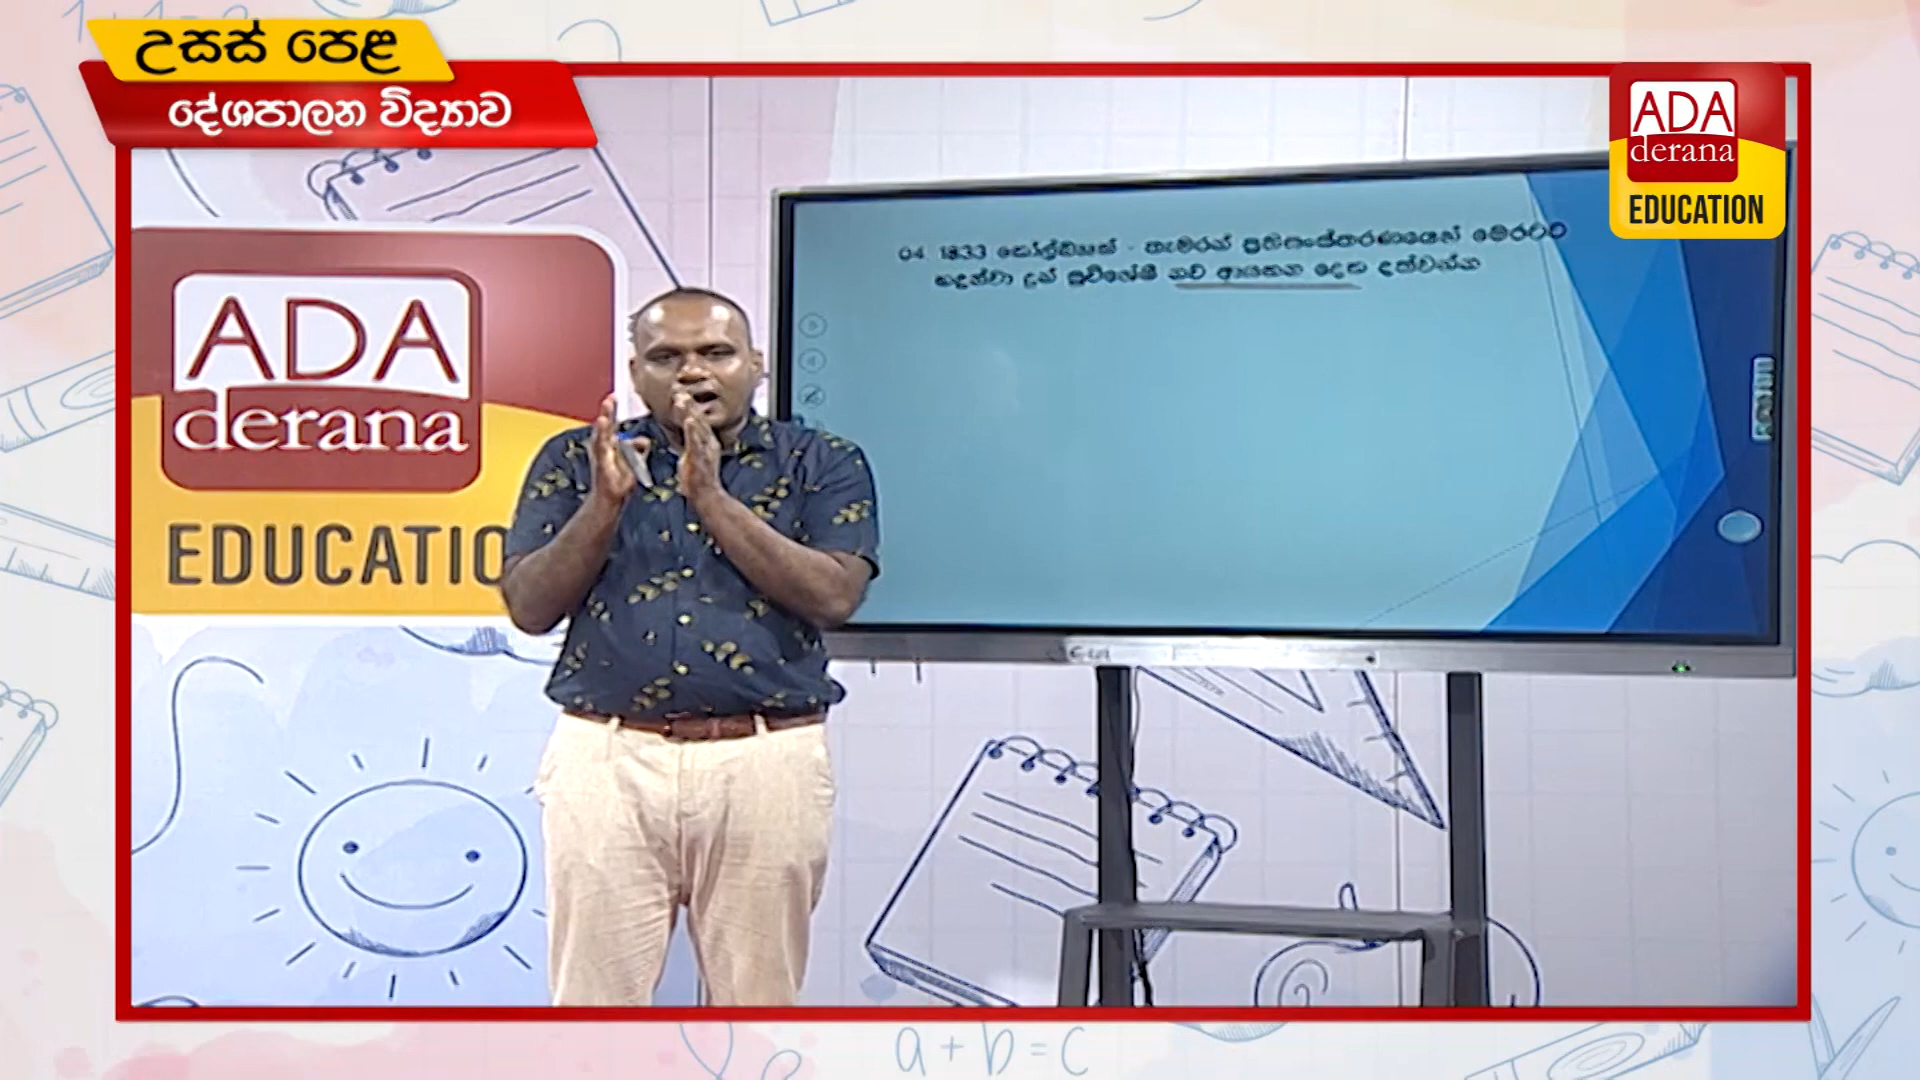 උසස් පෙළ
දේශපාලන විද්‍යාව
ADA
derana
EDUCATION
04. 1833 කෝල්බෲක් - කැමරන් ප්‍රතිසංස්කරණයෙන් මෙරටට
හඳුන්වා දුන් සුවිශේෂී නව ආයතන දෙක දක්වන්න
ADA
derana
EDUCATIO
a + b = c